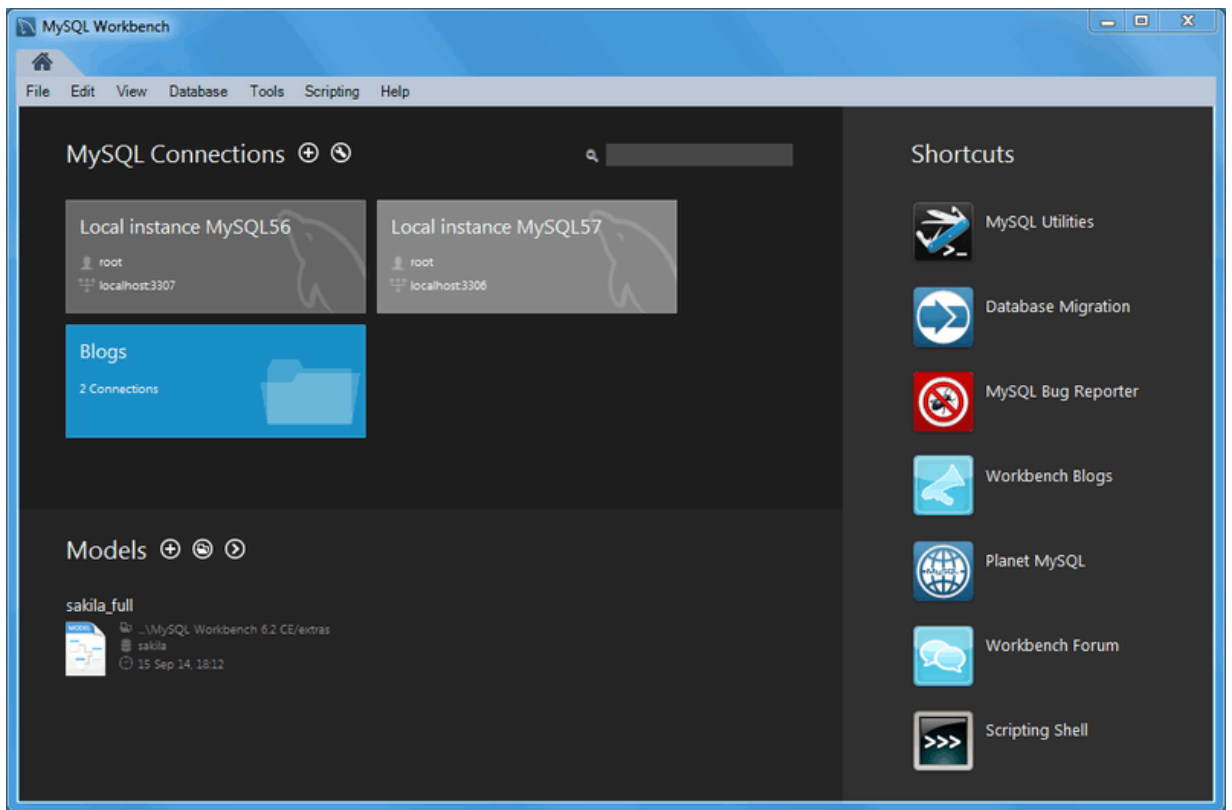 MySQL Workbench
File Edit View Database Tools Scripting Help
MySQL Connections
Local instance MySQL56
root
localhost:3307
Local instance MySQL57
root
localhost:3306
Blogs
2 Connections
Models
sakila_full
MODEL
...\MySQL Workbench 6.2 CE/extras
sakila
15 Sep 14, 18:12
Shortcuts
>_
MySQL Utilities
Database Migration
MySQL Bug Reporter
Workbench Blogs
MySQL
Planet MySQL
Workbench Forum
>>>
Scripting Shell